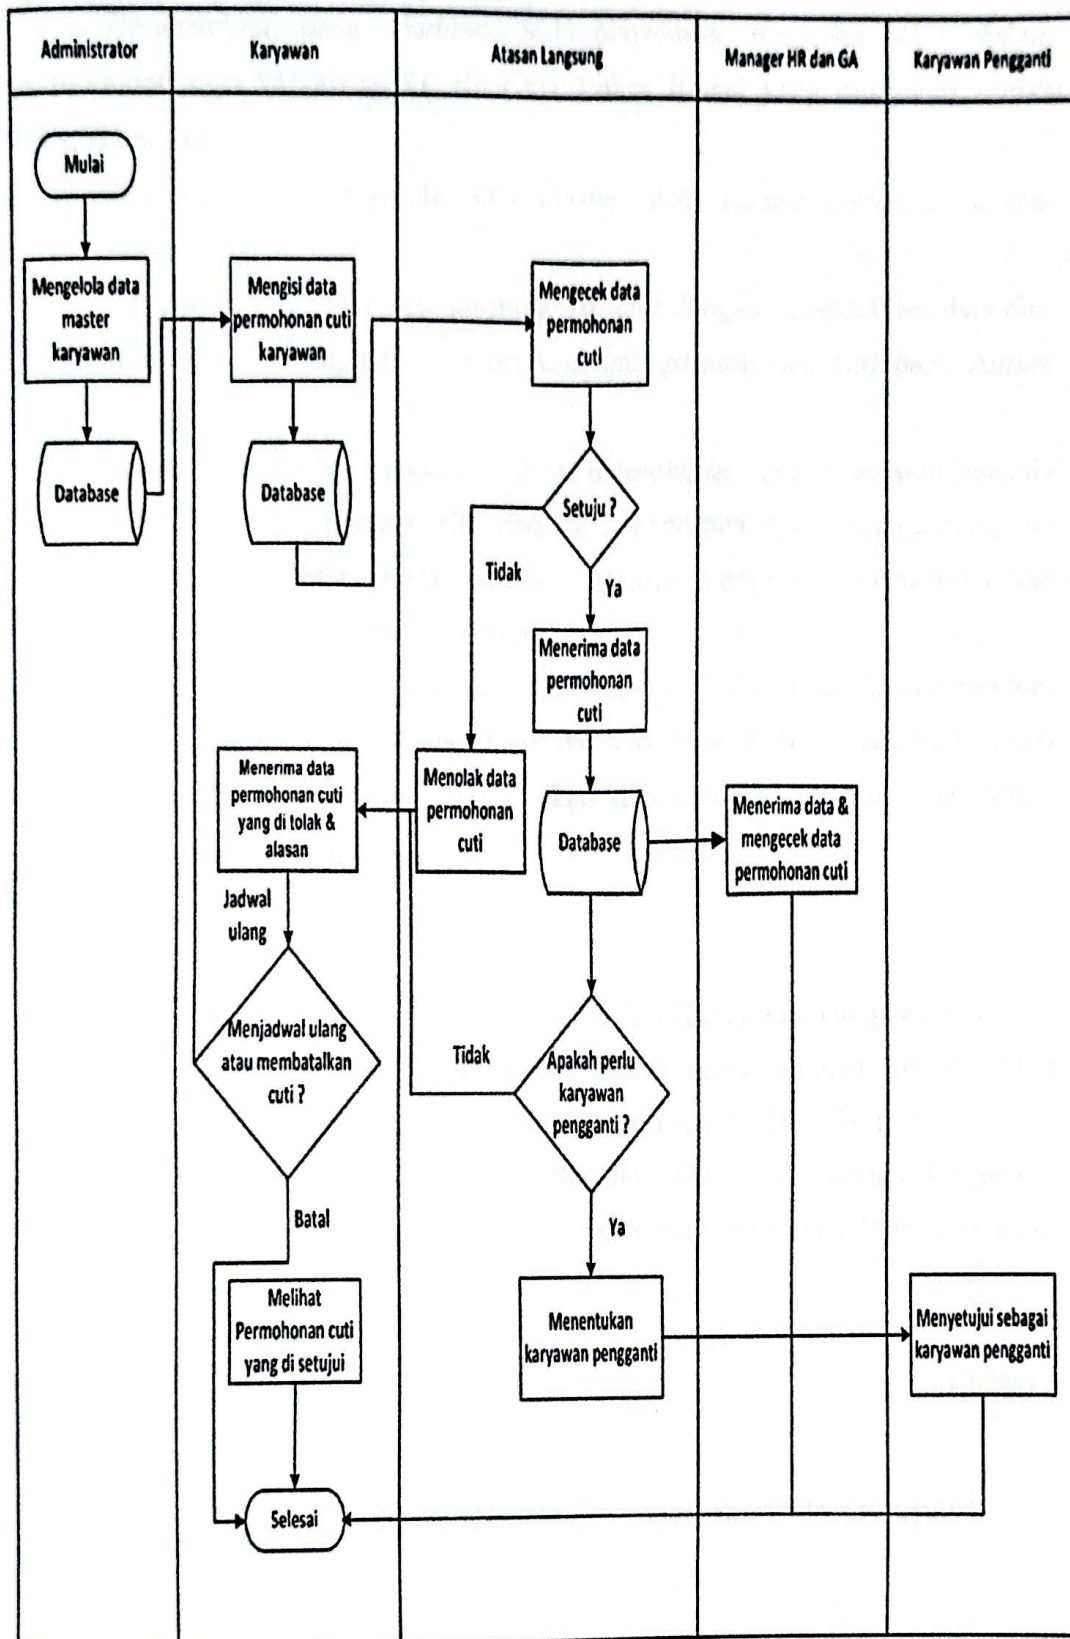 Administrator
Karyawan
Atasan Langsung
Manager HR dan GA
Karyawan Pengganti
Mulai
Mengelola data
master
karyawan
Database
Mengisi data
permohonan cuti
karyawan
Database
Mengecek data
permohonan
cuti
Setuju ?
Tidak
Ya
Menerima data
permohonan
cuti
Menolak data
permohonan
cuti
Menerima data
permohonan cuti
yang di tolak &
alasan
Database
Menerima data &
mengecek data
permohonan cuti
Jadwal
ulang
Menjadwal ulang
atau membatalkan
cuti ?
Tidak
Apakah perlu
karyawan
pengganti ?
Batal
Ya
Melihat
Permohonan cuti
yang di setujui
Menentukan
karyawan pengganti
Menyetujui sebagai
karyawan pengganti
Selesai